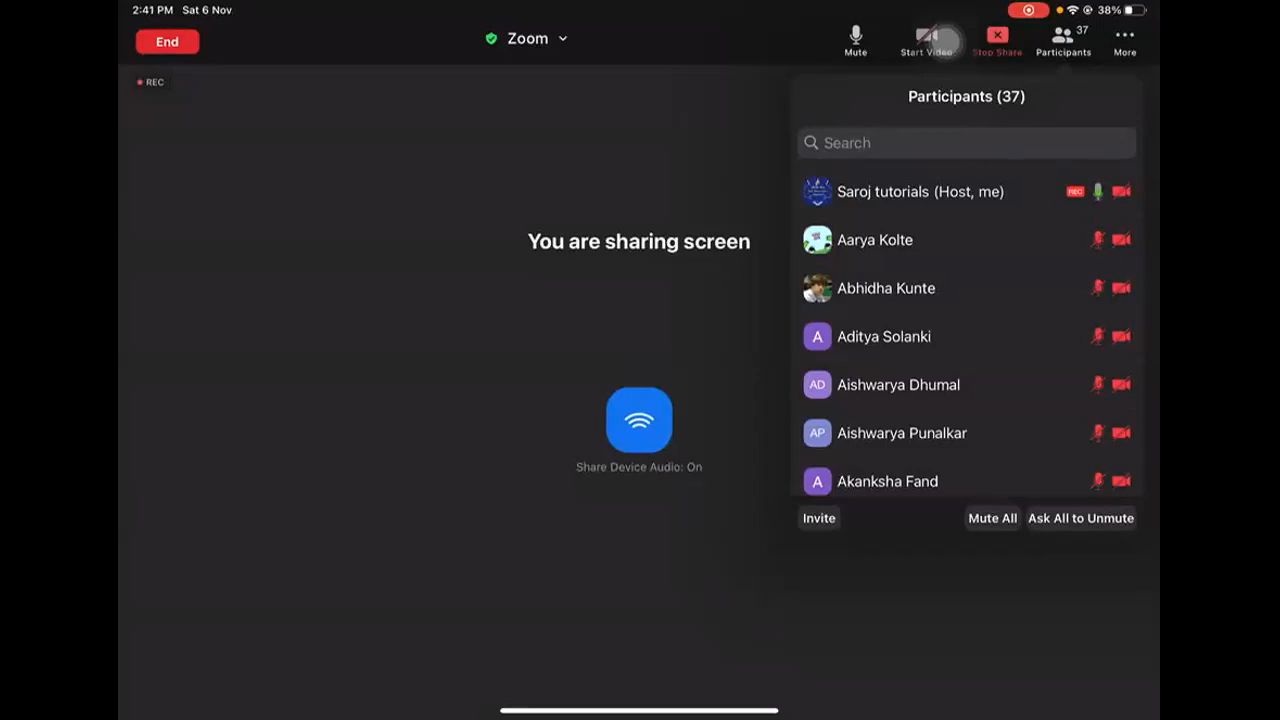 2:41 PM Sat 6 Nov
38%
End
Zoom
Mute
Start Video
Stop Share
37
Participants
More
REC
Participants (37)
Search
Saroj tutorials (Host, me)
REC
Aarya Kolte
Abhidha Kunte
A
Aditya Solanki
AD
Aishwarya Dhumal
AP
Aishwarya Punalkar
A
Akanksha Fand
Invite
Mute All
Ask All to Unmute
You are sharing screen
Share Device Audio: On